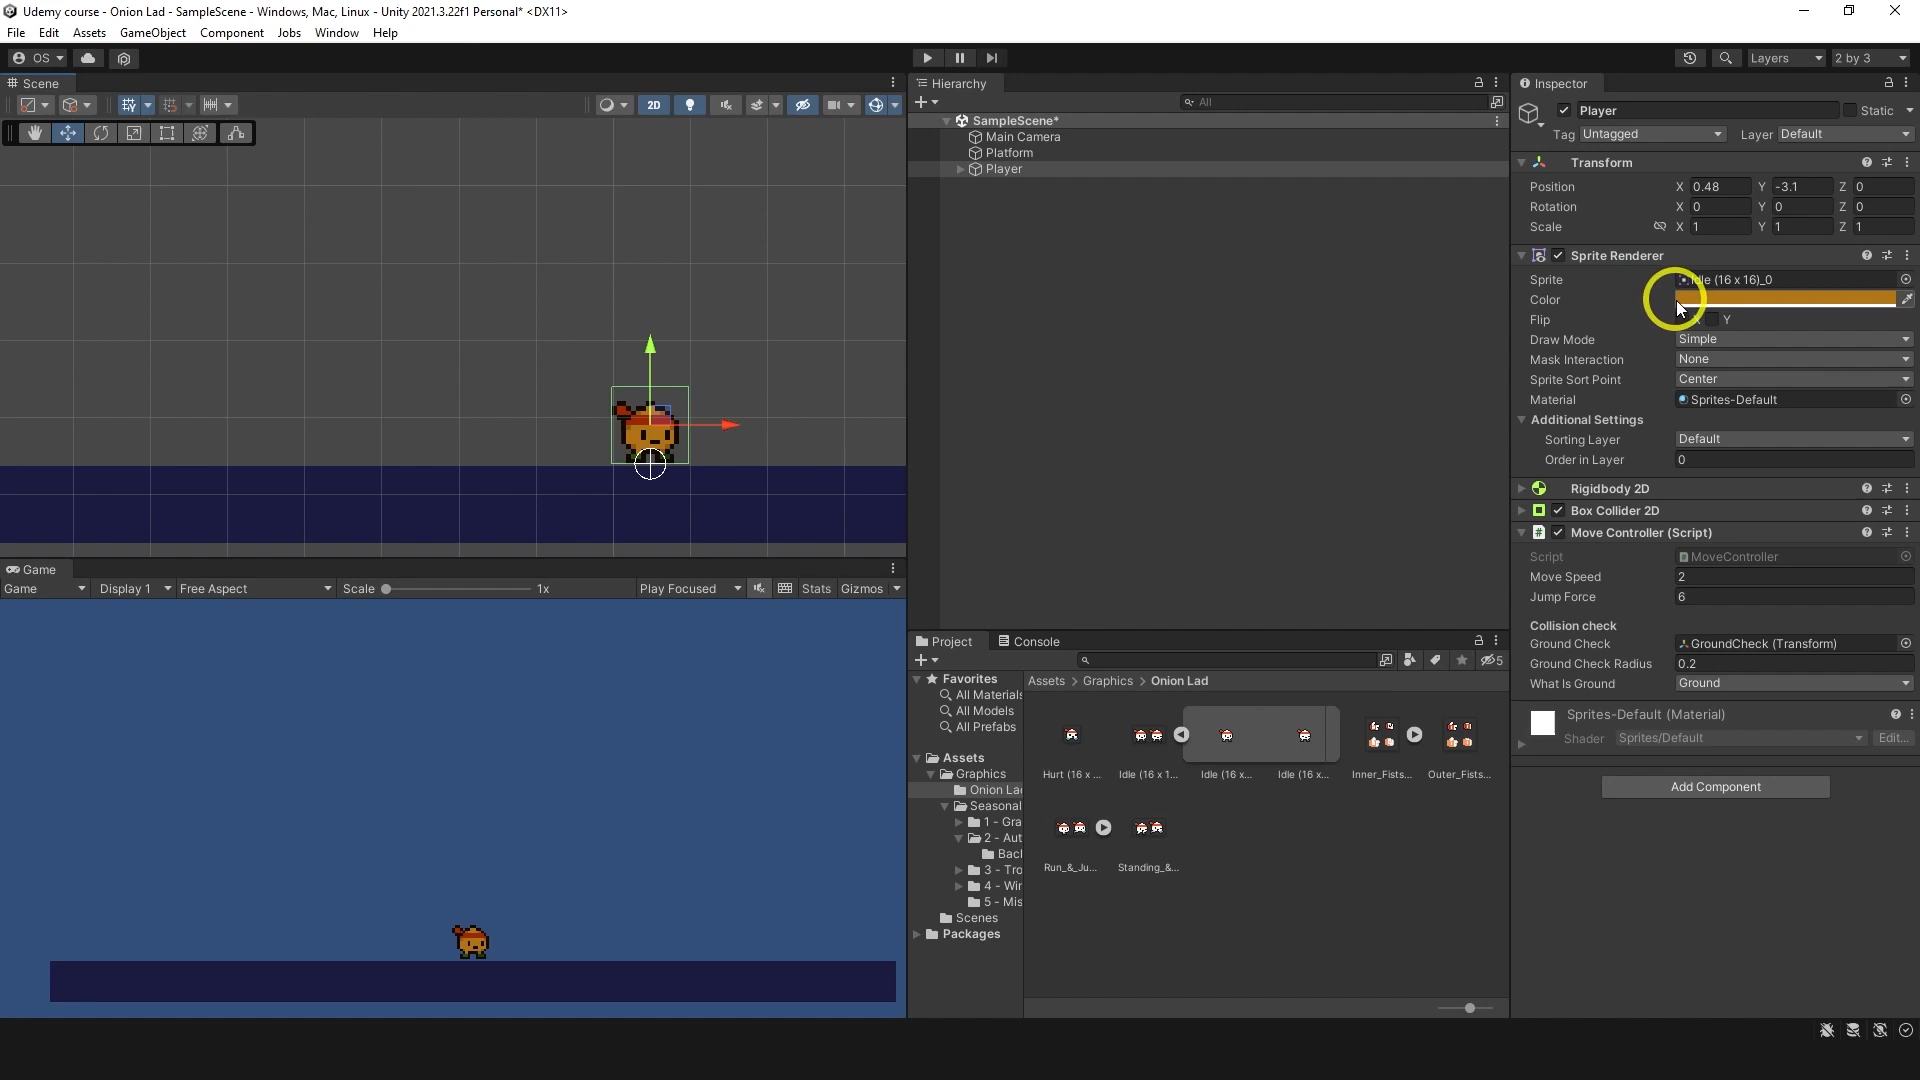 Udemy course - Onion Lad - SampleScene - Windows, Mac, Linux - Unity 2021.3.22f1 Personal* <DX11>
File Edit Assets GameObject Component Jobs Window Help
OS Layers 2 by 3
Scene
2D
Hierarchy
All
SampleScene*
Main Camera
Platform
Player
Game
Game Display 1 Free Aspect Scale 1x Play Focused Stats Gizmos
Project Console
5
Favorites
All Materials
All Models
All Prefabs
Assets
Graphics
Onion Lad
Seasonal
1 - Gra
2 - Aut
Bac
3 - Tro
4 - Wir
5 - Mis
Scenes
Packages
Assets > Graphics > Onion Lad
Hurt (16 x ... Idle (16 x 1... Idle (16 x... Idle (16 x... Inner_Fists... Outer_Fists...
Run_&_Ju... Standing_&...
Inspector
Player Static
Tag Untagged Layer Default
Transform
Position X 0.48 Y -3.1 Z 0
Rotation X 0 Y 0 Z 0
Scale X 1 Y 1 Z 1
Sprite Renderer
Sprite Idle (16 x 16)_0
Color
Flip X Y
Draw Mode Simple
Mask Interaction None
Sprite Sort Point Center
Material Sprites-Default
Additional Settings
Sorting Layer Default
Order in Layer 0
Rigidbody 2D
Box Collider 2D
Move Controller (Script)
Script MoveController
Move Speed 2
Jump Force 6
Collision check
Ground Check GroundCheck (Transform)
Ground Check Radius 0.2
What Is Ground Ground
Sprites-Default (Material)
Shader Sprites/Default Edit...
Add Component